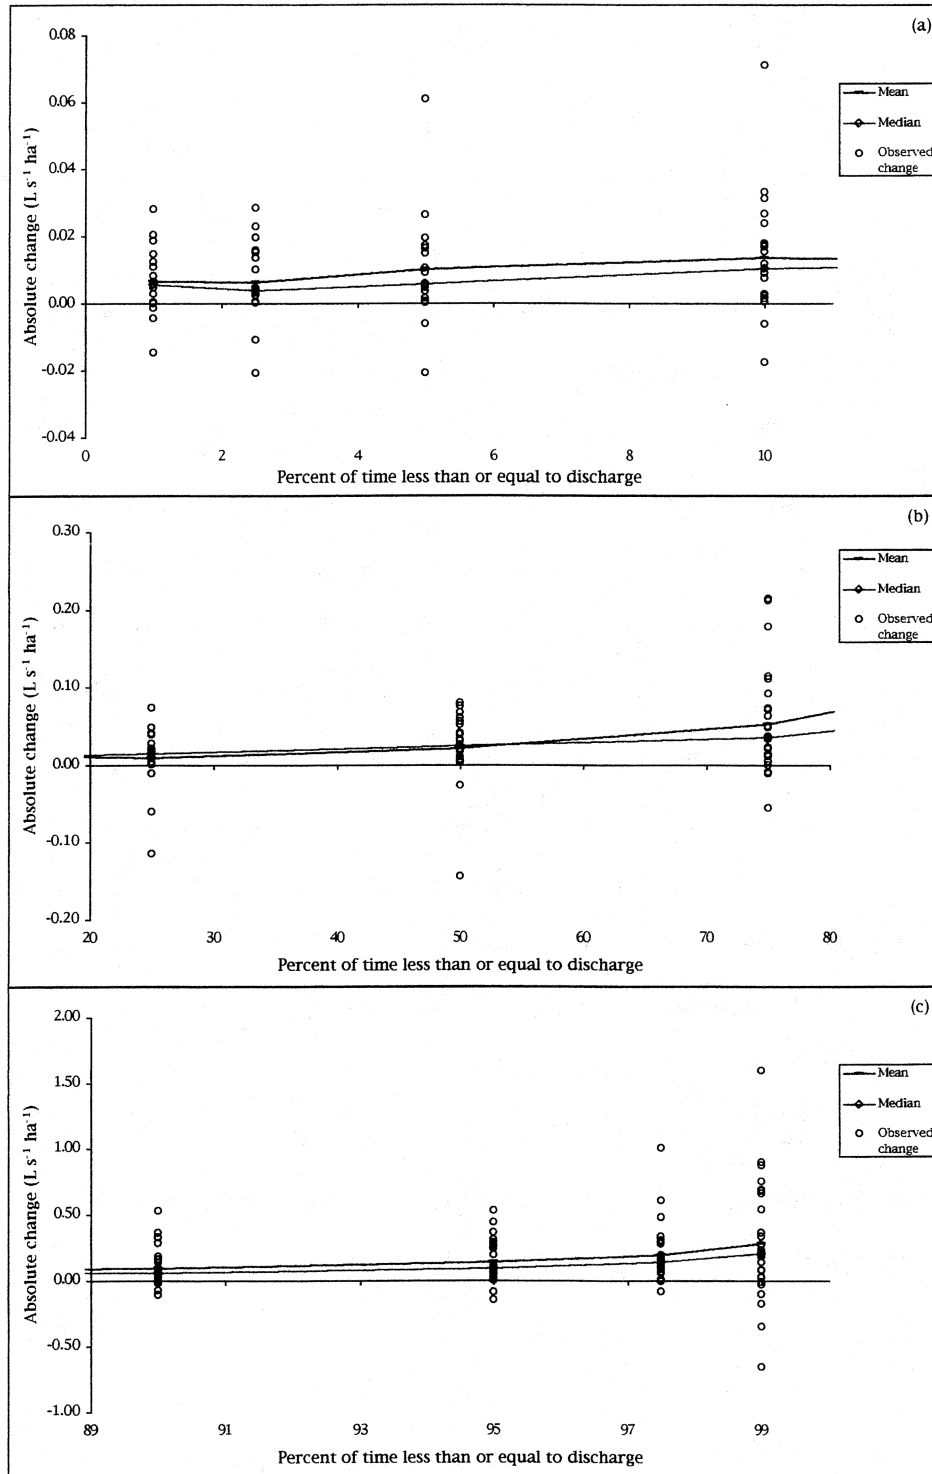 (a)
0.08
0.06
0.04
0.02
0.00
-0.02
-0.04
Absolute change (L s⁻¹ ha⁻¹)
0 2 4 6 8 10
Percent of time less than or equal to discharge
Mean
Median
Observed
change
(b)
0.30
0.20
0.10
0.00
-0.10
-0.20
Absolute change (L s⁻¹ ha⁻¹)
20 30 40 50 60 70 80
Percent of time less than or equal to discharge
Mean
Median
Observed
change
(c)
2.00
1.50
1.00
0.50
0.00
-0.50
-1.00
Absolute change (L s⁻¹ ha⁻¹)
89 91 93 95 97 99
Percent of time less than or equal to discharge
Mean
Median
Observed
change